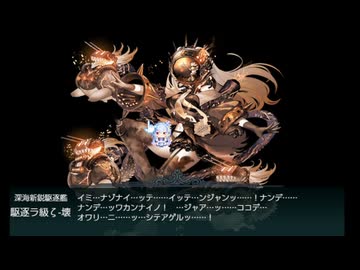 深海新鋭駆逐艦
駆逐ラ級ζ-壊
イミ…ナゾナイ…ッテ……イッテ…ンジャンッ……！ナンデ……
ナンデ…ッワカンナイノ！　…ジャア…ッ……ココデ…
オワリ…ニ……ッ…シテアゲルッ……！